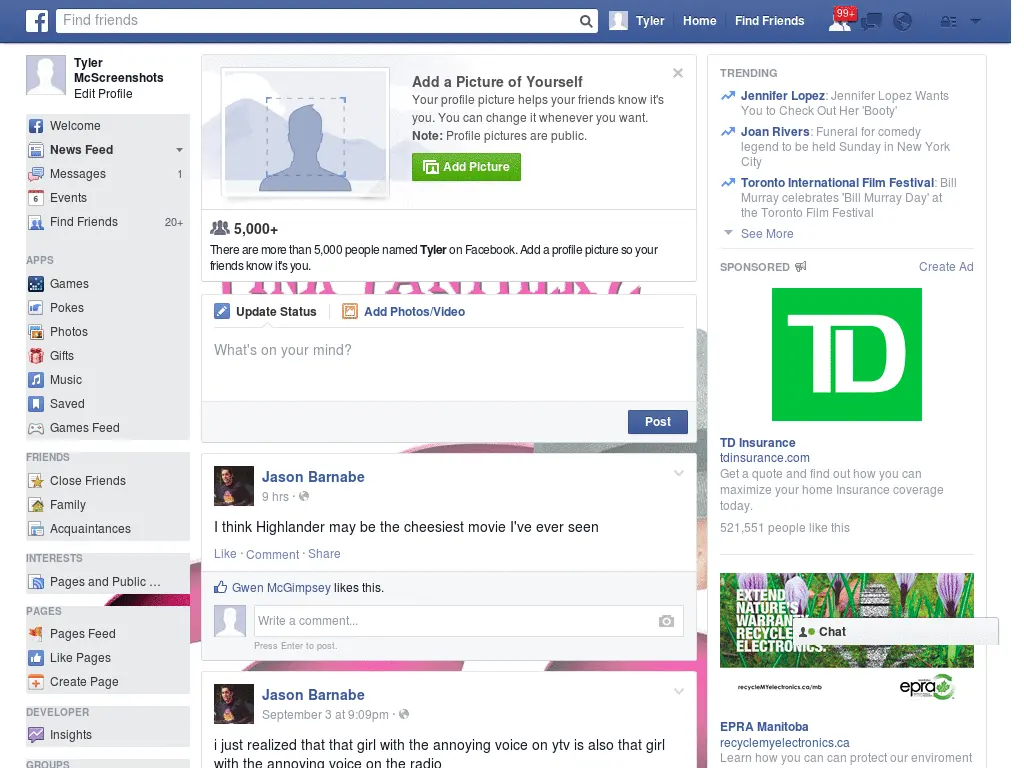 Find friends
Tyler
Home
Find Friends
99+
Tyler
McScreenshots
Edit Profile
Welcome
News Feed
Messages 1
Events
Find Friends 20+
APPS
Games
Pokes
Photos
Gifts
Music
Saved
Games Feed
FRIENDS
Close Friends
Family
Acquaintances
INTERESTS
Pages and Public ...
PAGES
Pages Feed
Like Pages
Create Page
DEVELOPER
Insights
GROUPS
Add a Picture of Yourself
Your profile picture helps your friends know it's
you. You can change it whenever you want.
Note: Profile pictures are public.
Add Picture
5,000+
There are more than 5,000 people named Tyler on Facebook. Add a profile picture so your
friends know it's you.
Update Status
Add Photos/Video
What's on your mind?
Post
Jason Barnabe
9 hrs ·
I think Highlander may be the cheesiest movie I've ever seen
Like · Comment · Share
Gwen McGimpsey likes this.
Write a comment...
Press Enter to post.
Jason Barnabe
September 3 at 9:09pm ·
i just realized that that girl with the annoying voice on ytv is also that girl
with the annoying voice on the radio
TRENDING
Jennifer Lopez: Jennifer Lopez Wants
You to Check Out Her 'Booty'
Joan Rivers: Funeral for comedy
legend to be held Sunday in New York
City
Toronto International Film Festival: Bill
Murray celebrates 'Bill Murray Day' at
the Toronto Film Festival
See More
SPONSORED
Create Ad
TD
TD Insurance
tdinsurance.com
Get a quote and find out how you can
maximize your home Insurance coverage
today.
521,551 people like this
EXTEND
NATURE'S
WARRANTY
RECYCLE
ELECTRONICS.
Chat
recycleMYelectronics.ca/mb
epra
EPRA Manitoba
recyclemyelectronics.ca
Learn how you can can protect our enviroment